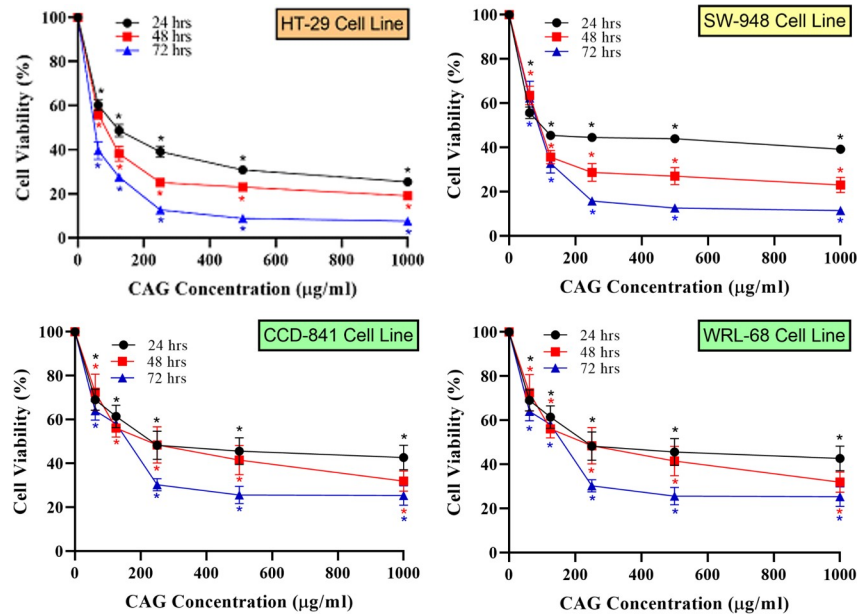 HT-29 Cell Line
24 hrs
48 hrs
72 hrs
Cell Viability (%)
100
80
60
40
20
0
0 200 400 600 800 1000
CAG Concentration (µg/ml)
SW-948 Cell Line
24 hrs
48 hrs
72 hrs
Cell Viability (%)
100
80
60
40
20
0
0 200 400 600 800 1000
CAG Concentration (µg/ml)
CCD-841 Cell Line
24 hrs
48 hrs
72 hrs
Cell Viability (%)
100
80
60
40
20
0
0 200 400 600 800 1000
CAG Concentration (µg/ml)
WRL-68 Cell Line
24 hrs
48 hrs
72 hrs
Cell Viability (%)
100
80
60
40
20
0
0 200 400 600 800 1000
CAG Concentration (µg/ml)